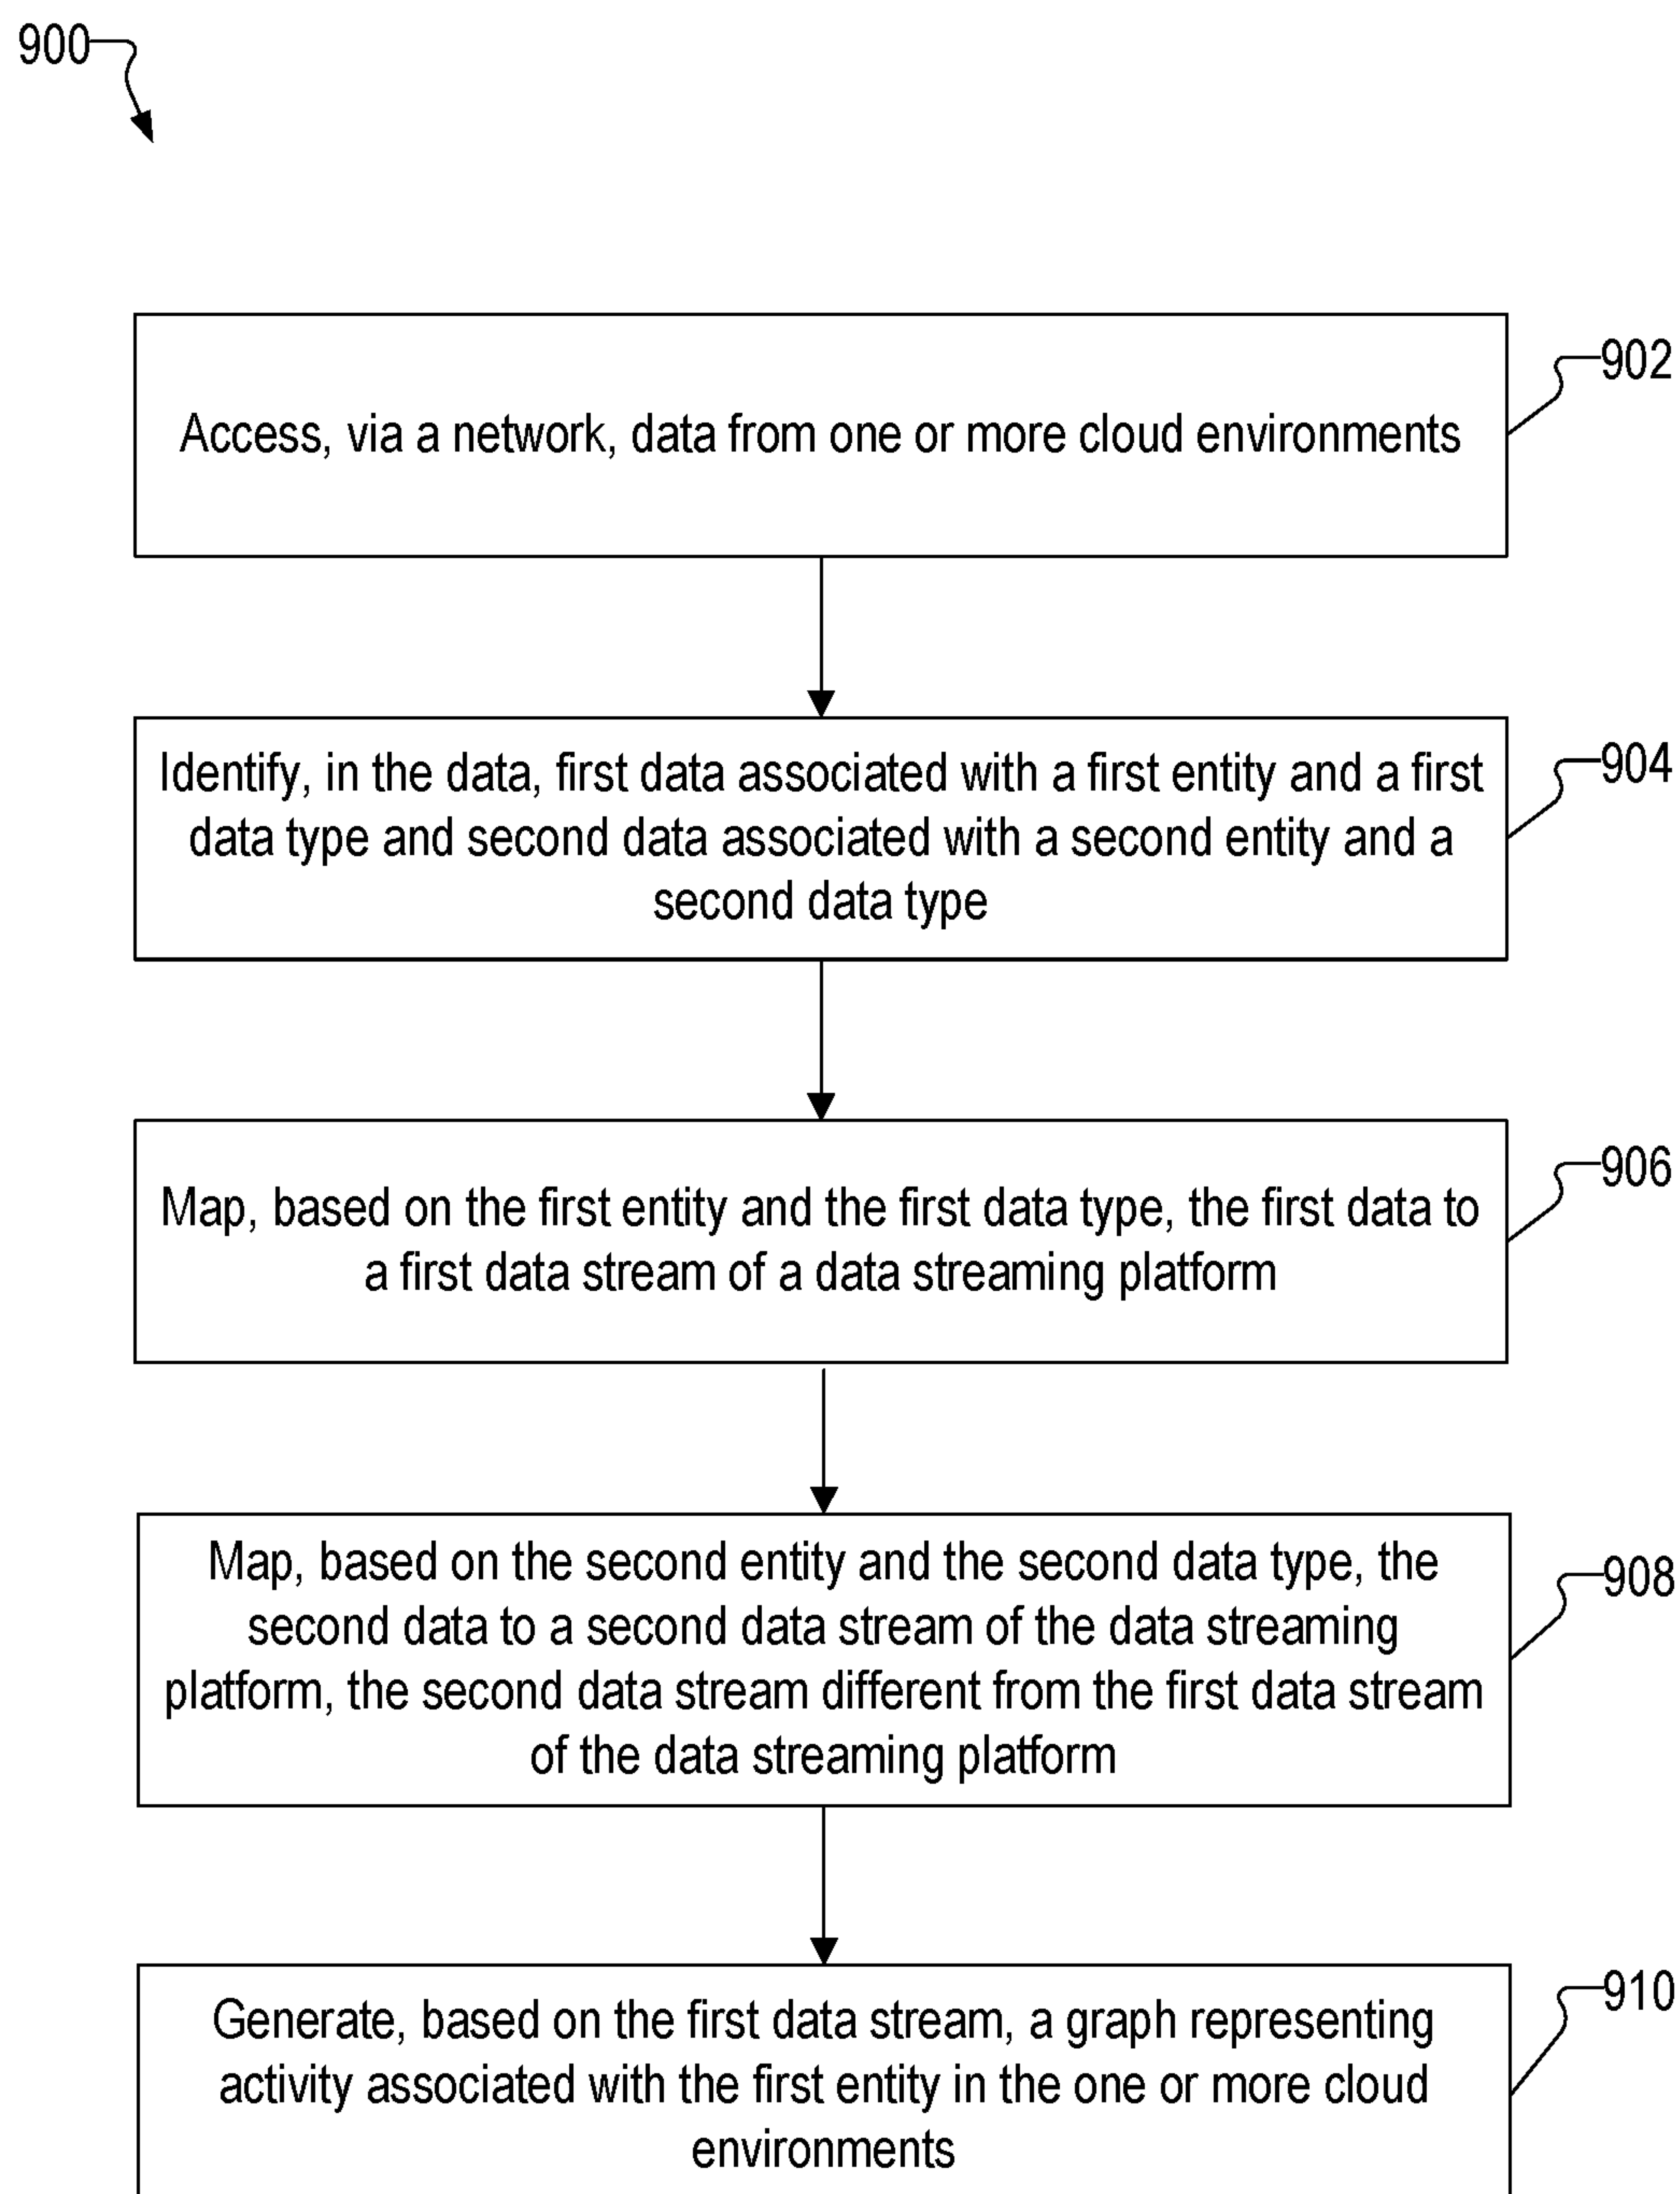 900
Access, via a network, data from one or more cloud environments
902
Identify, in the data, first data associated with a first entity and a first
data type and second data associated with a second entity and a
second data type
904
Map, based on the first entity and the first data type, the first data to
a first data stream of a data streaming platform
906
Map, based on the second entity and the second data type, the
second data to a second data stream of the data streaming
platform, the second data stream different from the first data stream
of the data streaming platform
908
Generate, based on the first data stream, a graph representing
activity associated with the first entity in the one or more cloud
environments
910